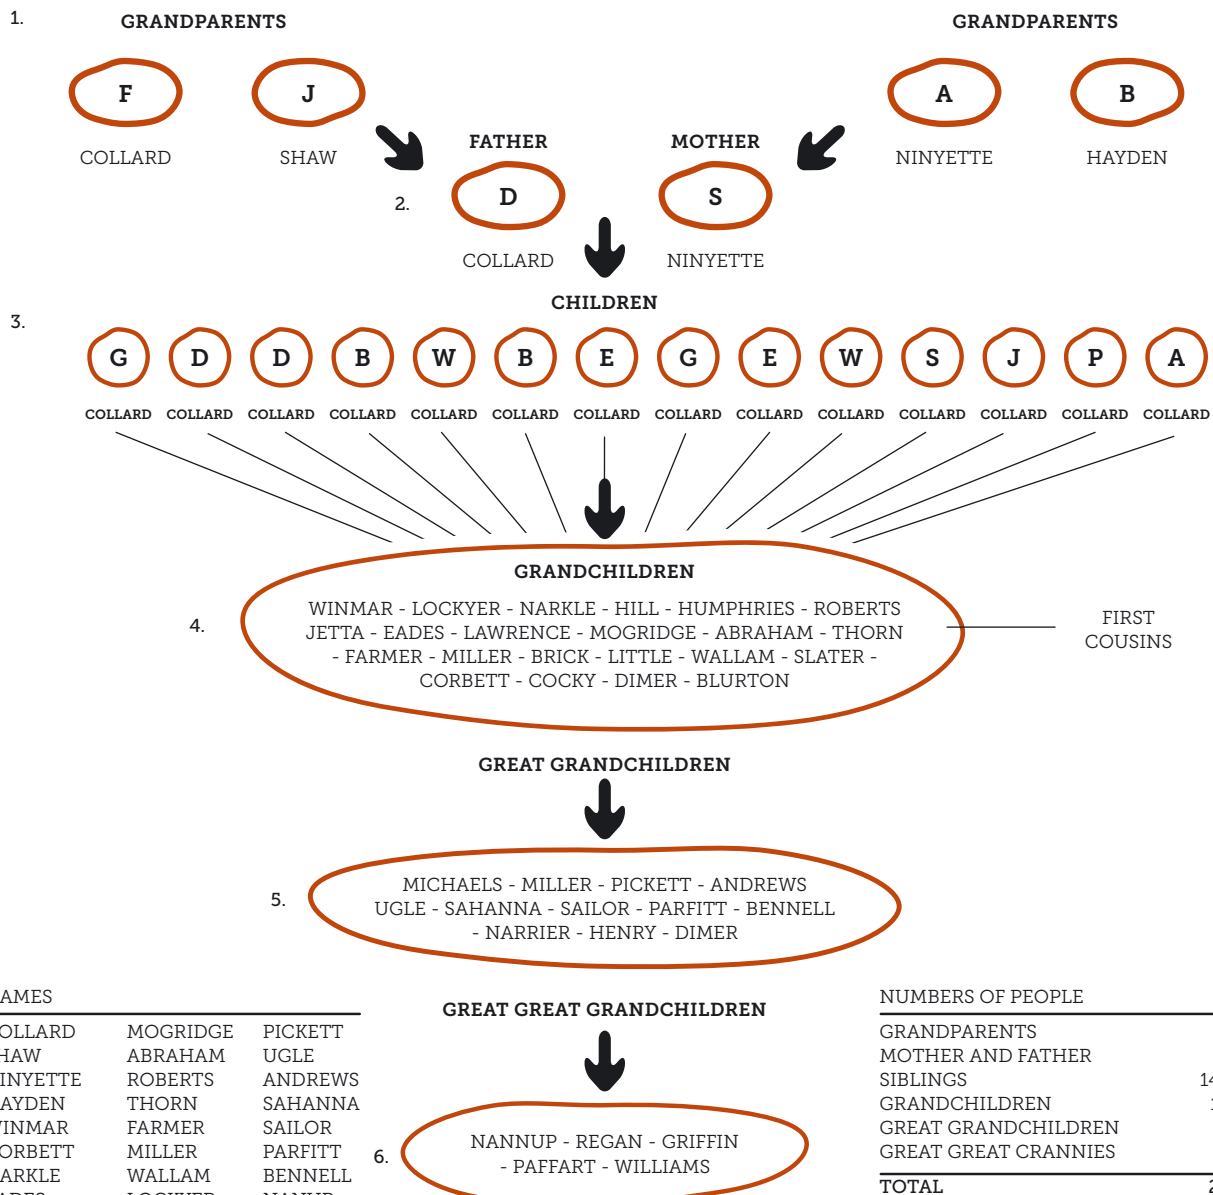 1.
GRANDPARENTS
GRANDPARENTS
F
J
A
B
COLLARD
SHAW
NINYETTE
HAYDEN
FATHER
MOTHER
2.
D
S
COLLARD
NINYETTE
CHILDREN
3.
G D D B W B E G E W S J P A
COLLARD COLLARD COLLARD COLLARD COLLARD COLLARD COLLARD COLLARD COLLARD COLLARD COLLARD COLLARD COLLARD COLLARD
GRANDCHILDREN
4.
WINMAR - LOCKYER - NARKLE - HILL - HUMPHRIES - ROBERTS
JETTA - EADES - LAWRENCE - MOGRIDGE - ABRAHAM - THORN
- FARMER - MILLER - BRICK - LITTLE - WALLAM - SLATER -
CORBETT - COCKY - DIMER - BLURTON
FIRST
COUSINS
GREAT GRANDCHILDREN
5.
MICHAELS - MILLER - PICKETT - ANDREWS
UGLE - SAHANNA - SAILOR - PARFITT - BENNELL
- NARRIER - HENRY - DIMER
GREAT GREAT GRANDCHILDREN
6.
NANNUP - REGAN - GRIFFIN
- PAFFART - WILLIAMS
AMES
OLLARD MOGRIDGE PICKETT
HAW ABRAHAM UGLE
INYETTE ROBERTS ANDREWS
AYDEN THORN SAHANNA
INMAR FARMER SAILOR
ORBETT MILLER PARFITT
ARKLE WALLAM BENNELL
NUMBERS OF PEOPLE
GRANDPARENTS
MOTHER AND FATHER
SIBLINGS 14
GRANDCHILDREN 1
GREAT GRANDCHILDREN
GREAT GREAT CRANNIES
TOTAL 2